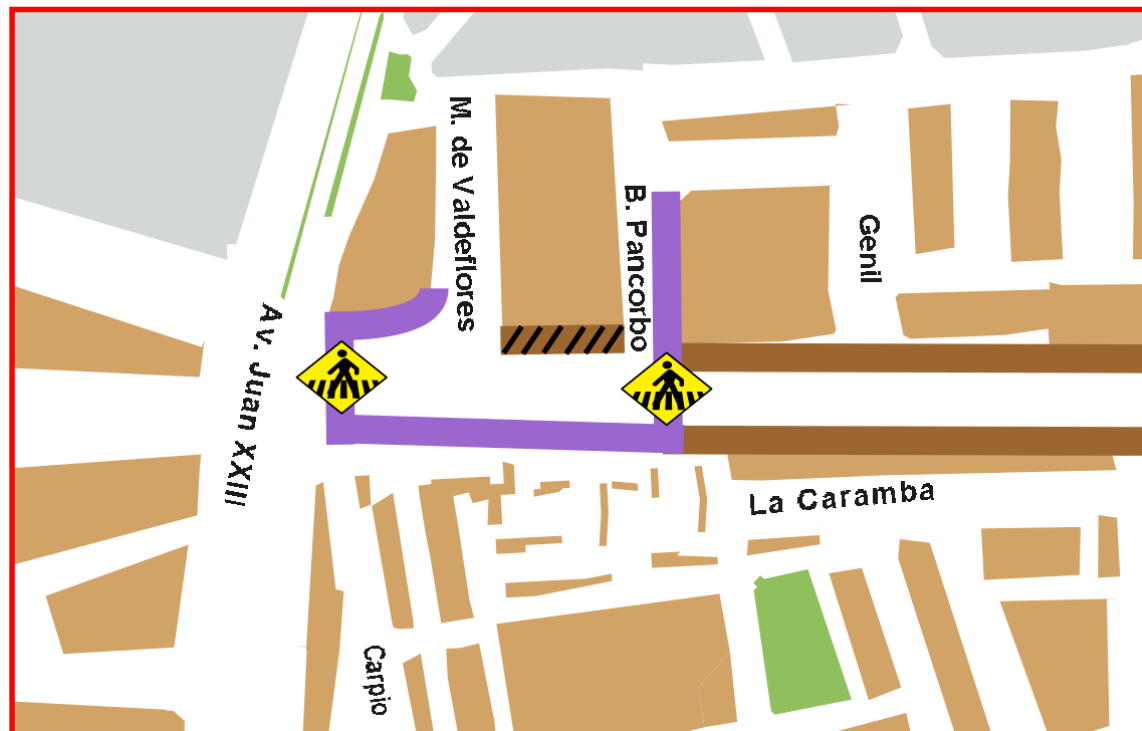 M. de Valdeflores
B. Pancorbo
Genil
Av. Juan XXIII
La Caramba
Carpio